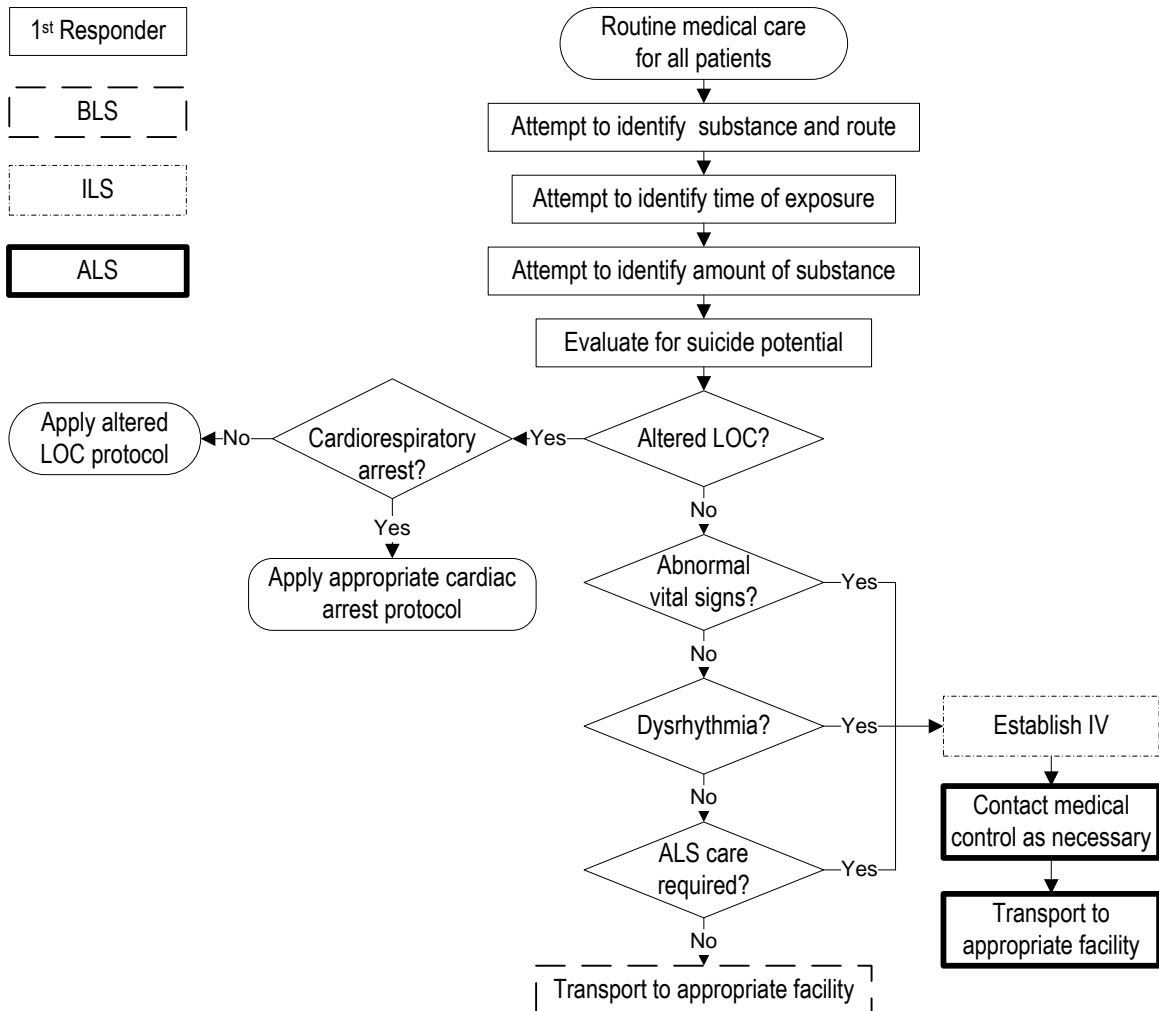 1st Responder
BLS
ILS
ALS
Routine medical care
for all patients
Attempt to identify substance and route
Attempt to identify time of exposure
Attempt to identify amount of substance
Evaluate for suicide potential
Altered LOC?
Yes
Cardiorespiratory
arrest?
No
Apply altered
LOC protocol
Yes
Apply appropriate cardiac
arrest protocol
No
Abnormal
vital signs?
Yes
No
Dysrhythmia?
Yes
Establish IV
No
Contact medical
control as necessary
ALS care
required?
Yes
Transport to
appropriate facility
No
Transport to appropriate facility